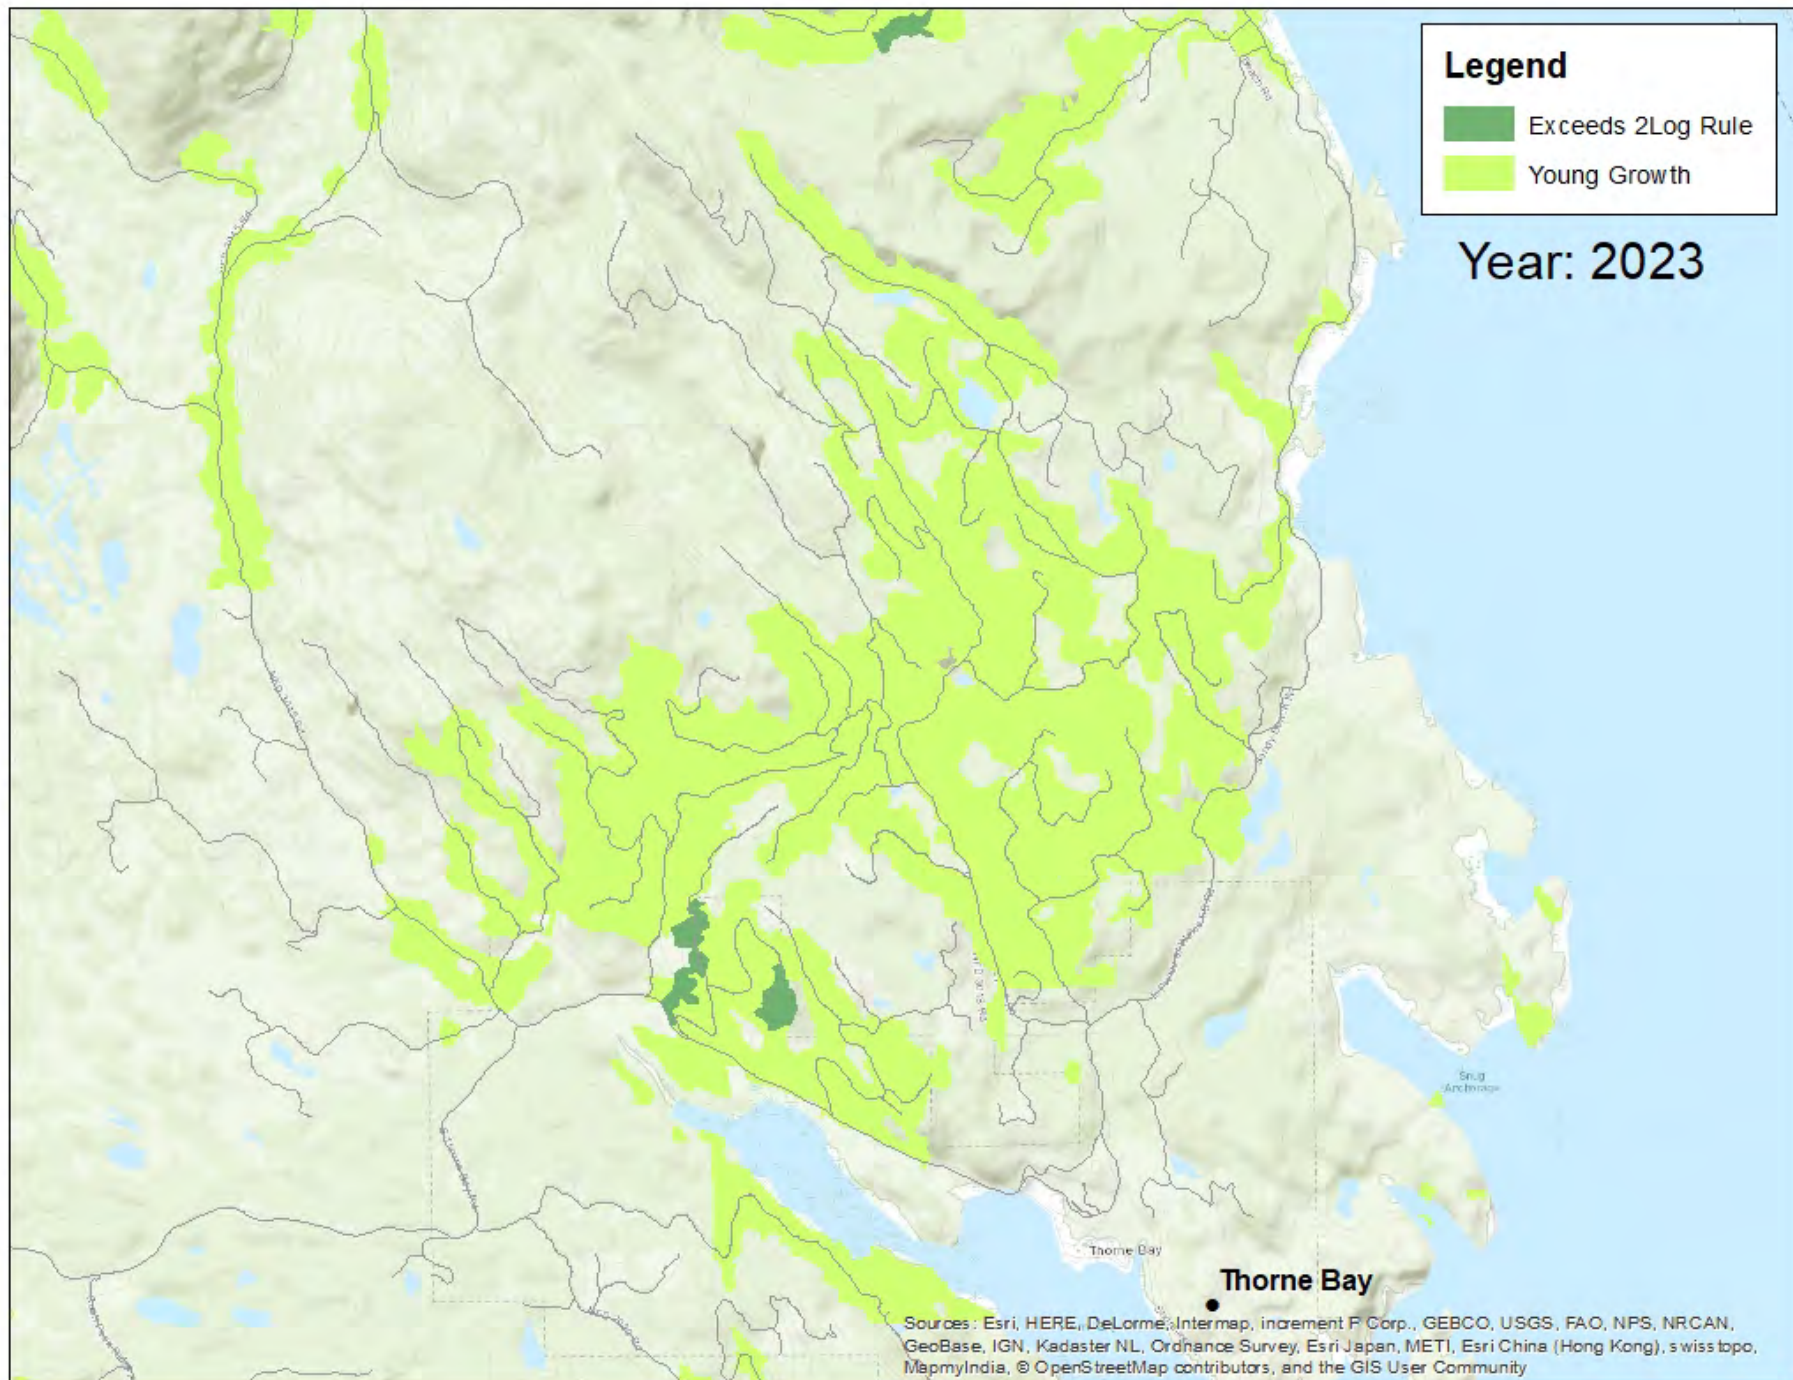 Legend
Exceeds 2Log Rule
Young Growth
Year: 2023
Snug
Anchorage
Thorne Bay
Thorne Bay
Sources: Esri, HERE, DeLorme, Intermap, increment P Corp., GEBCO, USGS, FAO, NPS, NRCAN,
GeoBase, IGN, Kadaster NL, Ordnance Survey, Esri Japan, METI, Esri China (Hong Kong), swisstopo,
MapmyIndia, © OpenStreetMap contributors, and the GIS User Community